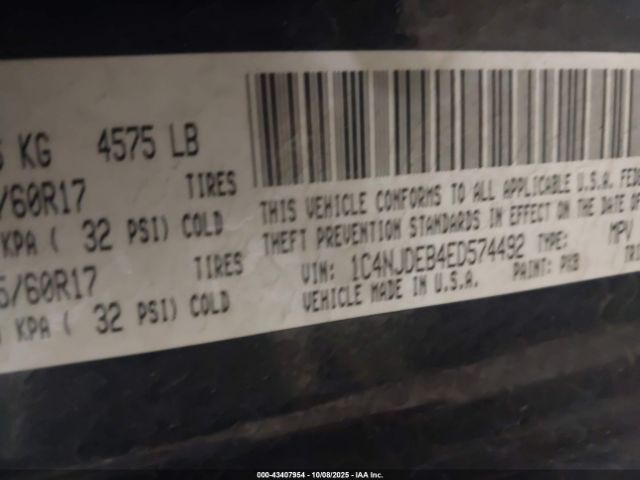 KG 4575 LB
/60R17 TIRES
KPA ( 32 PSI) COLD
5/60R17 TIRES
KPA ( 32 PSI) COLD
THIS VEHICLE CONFORMS TO ALL APPLICABLE U.S.A. FEDE
THEFT PREVENTION STANDARDS IN EFFECT ON THE DATE OF
VIN: 1C4NJDEB4ED574492 TYPE: MPV
VEHICLE MADE IN U.S.A. PAINT: PXB
000-43407954 | 10/08/2025 | IAA Inc.